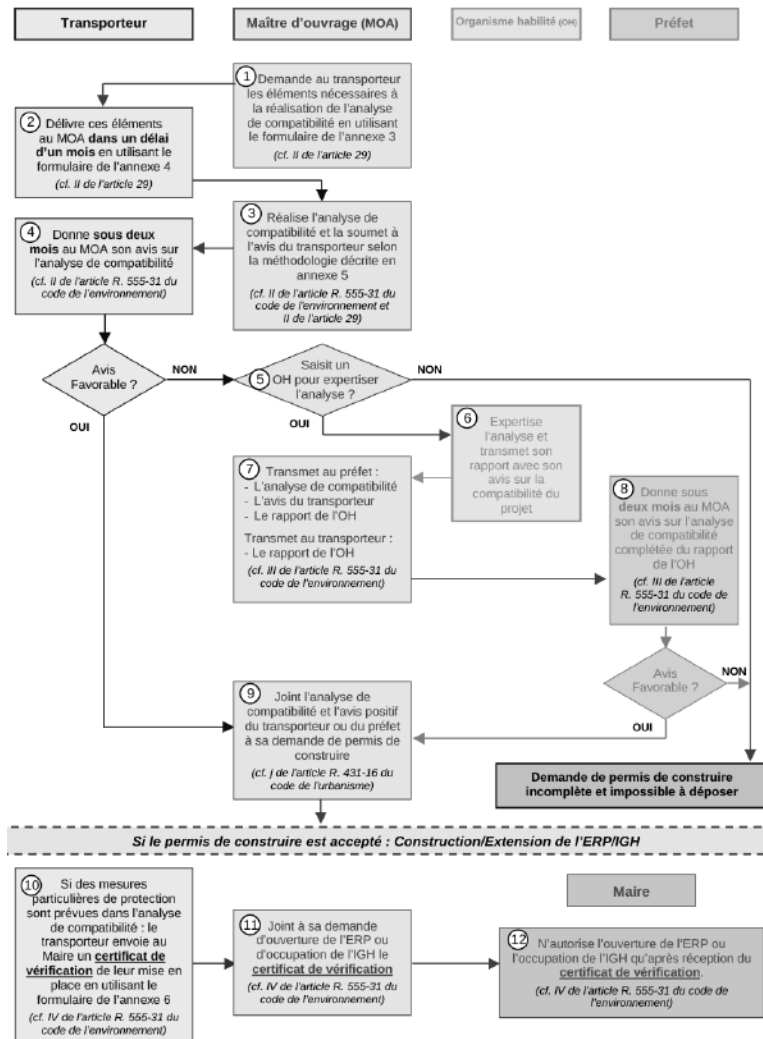 Transporteur
Maître d'ouvrage (MOA)
Organisme habilité (OH)
Préfet
1
Demande au transporteur
les éléments nécessaires à
la réalisation de l'analyse
de compatibilité en utilisant
le formulaire de l'annexe 3
(cf. II de l'article 29)
2
Délivre ces éléments
au MOA dans un délai
d'un mois en utilisant le
formulaire de l'annexe 4
(cf. II de l'article 29)
3
Réalise l'analyse de
compatibilité et la soumet à
l'avis du transporteur selon
la méthodologie décrite en
annexe 5
(cf. II de l'article R. 555-31 du
code de l'environnement et
II de l'article 29)
4
Donne sous deux
mois au MOA son avis sur
l'analyse de compatibilité
(cf. II de l'article R. 555-31 du
code de l'environnement)
Avis
Favorable ?
NON
OUI
5
Saisit un
OH pour expertiser
l'analyse ?
NON
OUI
6
Expertise
l'analyse et
transmet son
rapport avec son
avis sur la
compatibilité du
projet
7
Transmet au préfet :
- L'analyse de compatibilité
- L'avis du transporteur
- Le rapport de l'OH
Transmet au transporteur :
- Le rapport de l'OH
(cf. III de l'article R. 555-31 du
code de l'environnement)
8
Donne sous
deux mois au MOA
son avis sur l'analyse
de compatibilité
complétée du rapport
de l'OH
(cf. III de l'article
R. 555-31 du code de
l'environnement)
Avis
Favorable ?
NON
OUI
9
Joint l'analyse de
compatibilité et l'avis positif
du transporteur ou du préfet
à sa demande de permis de
construire
(cf. j de l'article R. 431-16 du
code de l'urbanisme)
Demande de permis de construire
incomplète et impossible à déposer
Si le permis de construire est accepté : Construction/Extension de l'ERP/IGH
10
Si des mesures
particulières de protection
sont prévues dans l'analyse
de compatibilité : le
transporteur envoie au
Maire un certificat de
vérification de leur mise en
place en utilisant le
formulaire de l'annexe 6
(cf. IV de l'article R. 555-31 du
code de l'environnement)
11
Joint à sa demande
d'ouverture de l'ERP ou
d'occupation de l'IGH le
certificat de vérification
(cf. IV de l'article R. 555-31 du
code de l'environnement)
Maire
12
N'autorise l'ouverture de l'ERP ou
l'occupation de l'IGH qu'après réception du
certificat de vérification.
(cf. IV de l'article R. 555-31 du code de
l'environnement)